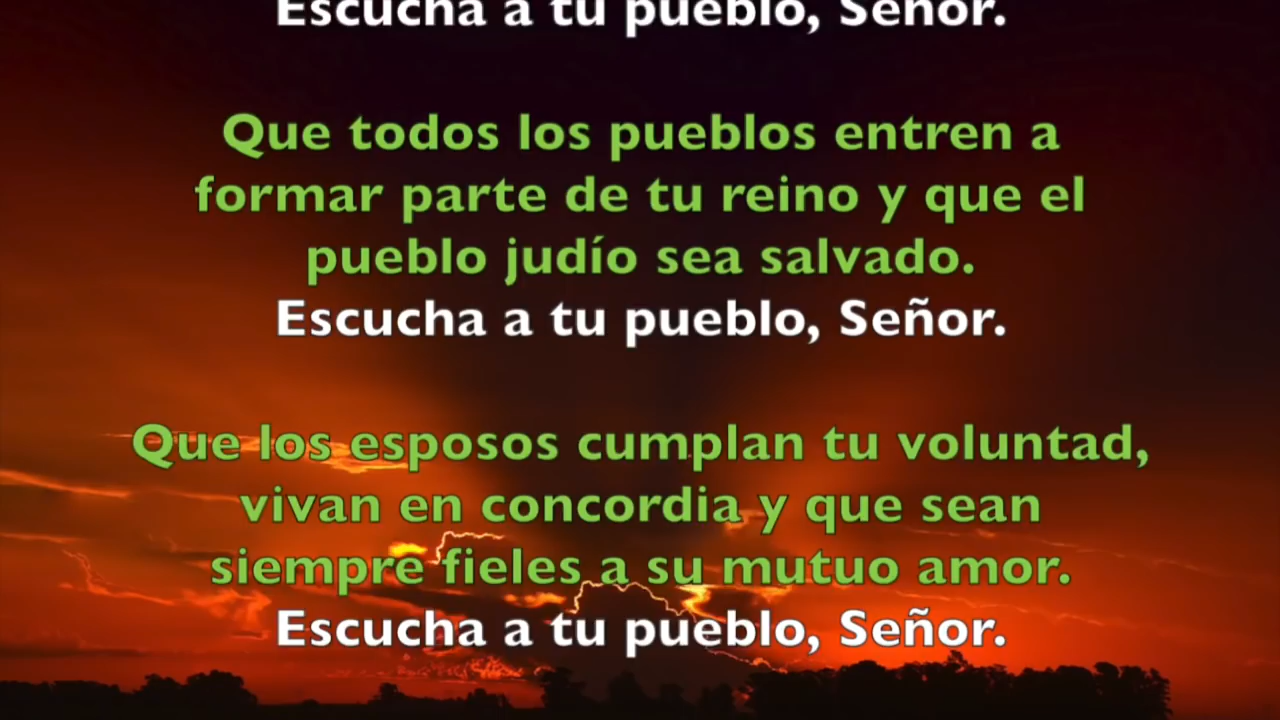 Escucha a tu pueblo, Señor.
Que todos los pueblos entren a
formar parte de tu reino y que el
pueblo judío sea salvado.
Escucha a tu pueblo, Señor.
Que los esposos cumplan tu voluntad,
vivan en concordia y que sean
siempre fieles a su mutuo amor.
Escucha a tu pueblo, Señor.